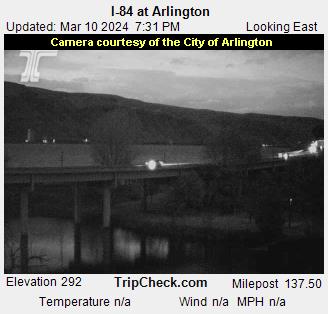 I-84 at Arlington
Updated: Mar 10 2024 7:31 PM Looking East
Camera courtesy of the City of Arlington
Elevation 292 TripCheck.com Milepost 137.50
Temperature n/a Wind n/a MPH n/a